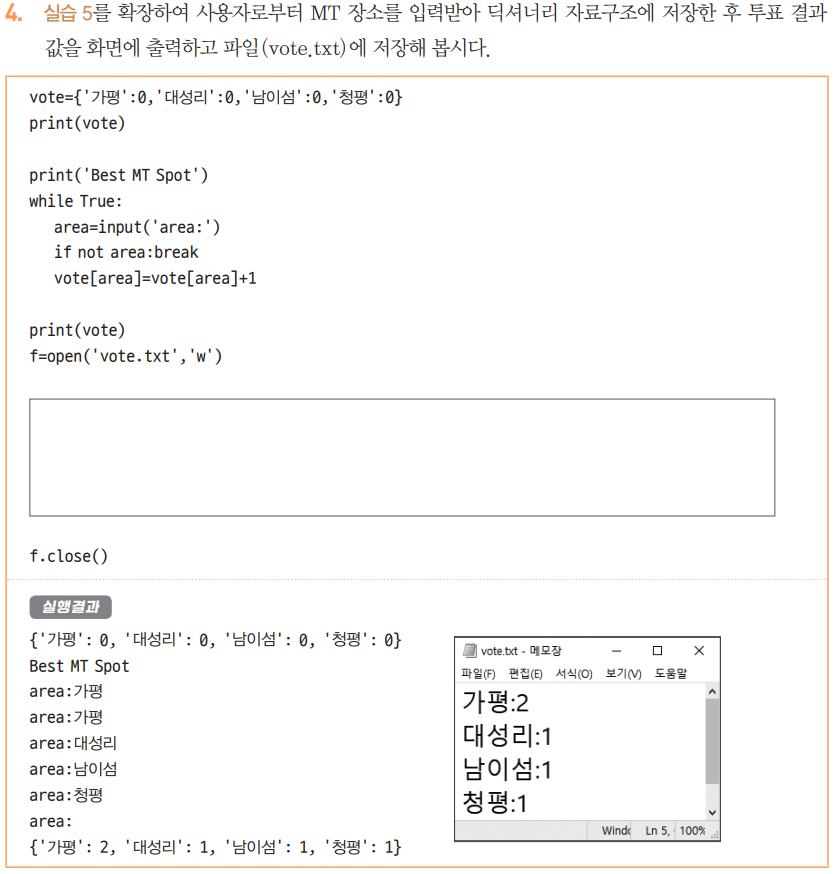 4. 실습 5를 확장하여 사용자로부터 MT 장소를 입력받아 딕셔너리 자료구조에 저장한 후 투표 결과
값을 화면에 출력하고 파일(vote.txt)에 저장해 봅시다.
vote={'가평':0,'대성리':0,'남이섬':0,'청평':0}
print(vote)
print('Best MT Spot')
while True:
    area=input('area:')
    if not area:break
    vote[area]=vote[area]+1
print(vote)
f=open('vote.txt','w')
f.close()
실행결과
{'가평': 0, '대성리': 0, '남이섬': 0, '청평': 0}
Best MT Spot
area:가평
area:가평
area:대성리
area:남이섬
area:청평
area:
{'가평': 2, '대성리': 1, '남이섬': 1, '청평': 1}
vote.txt - 메모장
파일(F) 편집(E) 서식(O) 보기(V) 도움말
가평:2
대성리:1
남이섬:1
청평:1
Ln 5, 100%